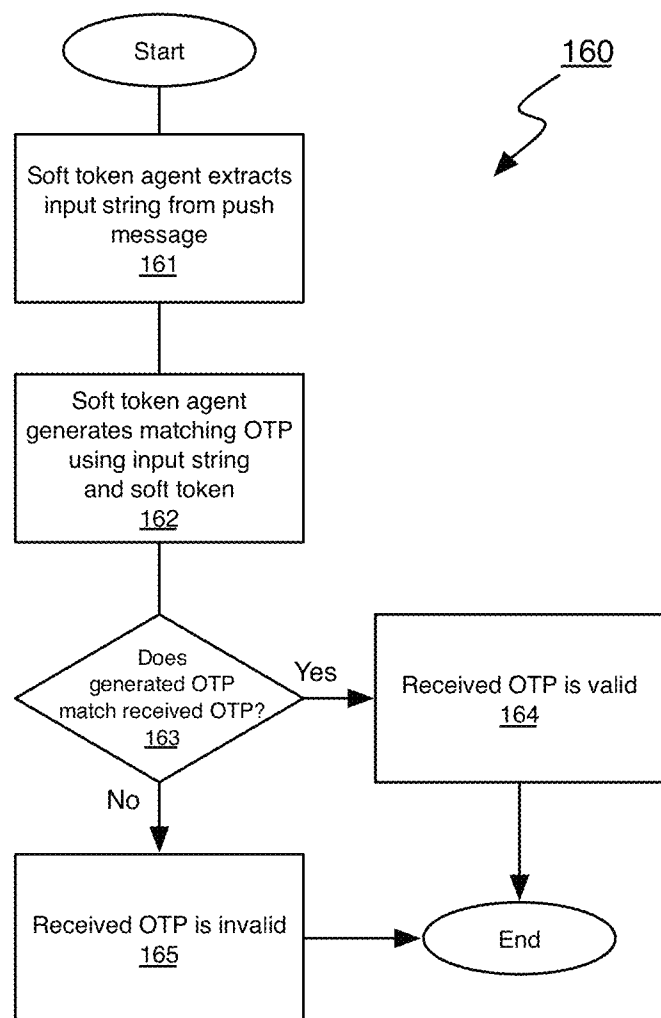 Start
160
Soft token agent extracts
input string from push
message
161
Soft token agent
generates matching OTP
using input string
and soft token
162
Does
generated OTP
match received OTP?
163
Yes
Received OTP is valid
164
No
Received OTP is invalid
165
End